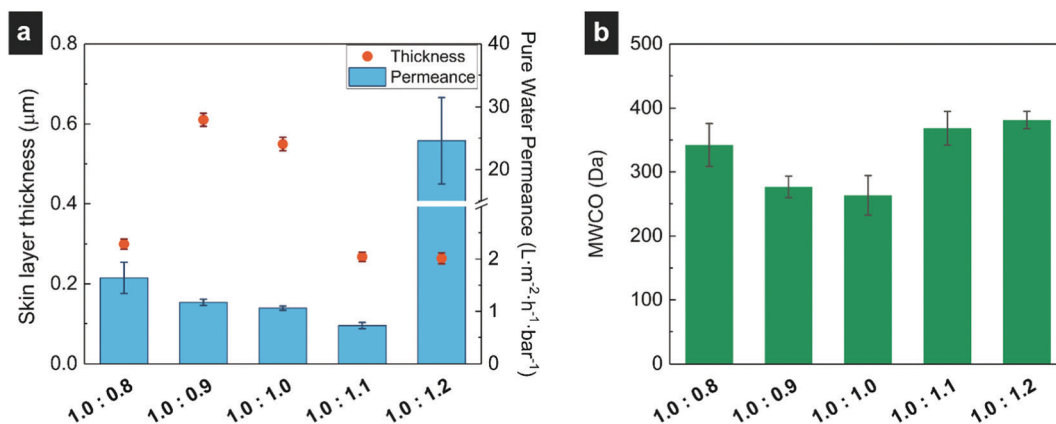 a
Skin layer thickness (μm)
0.8
0.6
0.4
0.2
0.0
Thickness
Permeance
40
30
20
2
1
0
Pure Water Permeance (L·m⁻²·h⁻¹·bar⁻¹)
1.0 : 0.8
1.0 : 0.9
1.0 : 1.0
1.0 : 1.1
1.0 : 1.2
b
MWCO (Da)
500
400
300
200
100
0
1.0 : 0.8
1.0 : 0.9
1.0 : 1.0
1.0 : 1.1
1.0 : 1.2